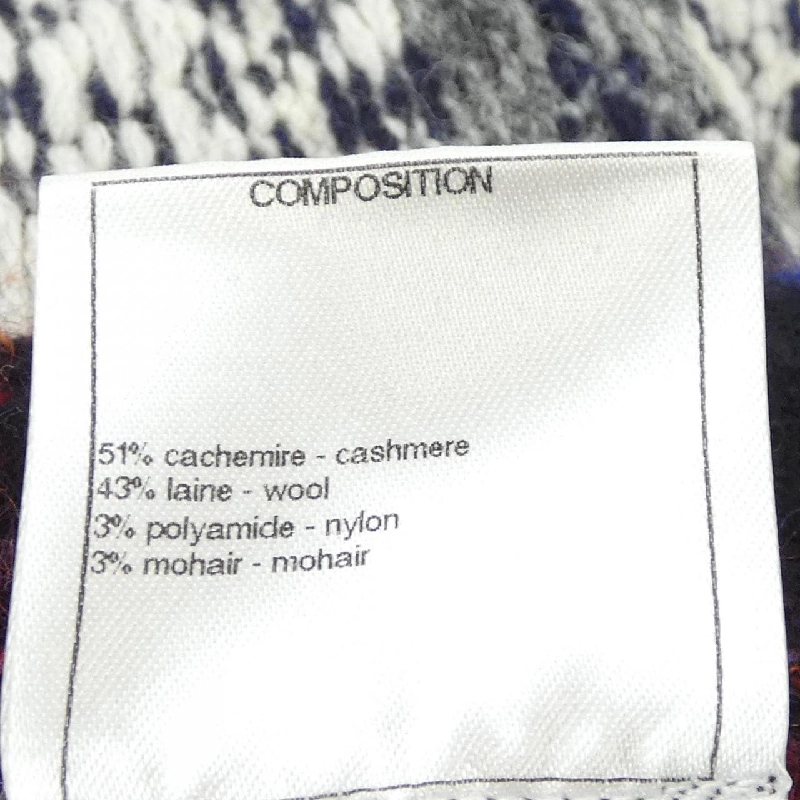 COMPOSITION
51% cachemire - cashmere
43% laine - wool
3% polyamide - nylon
3% mohair - mohair